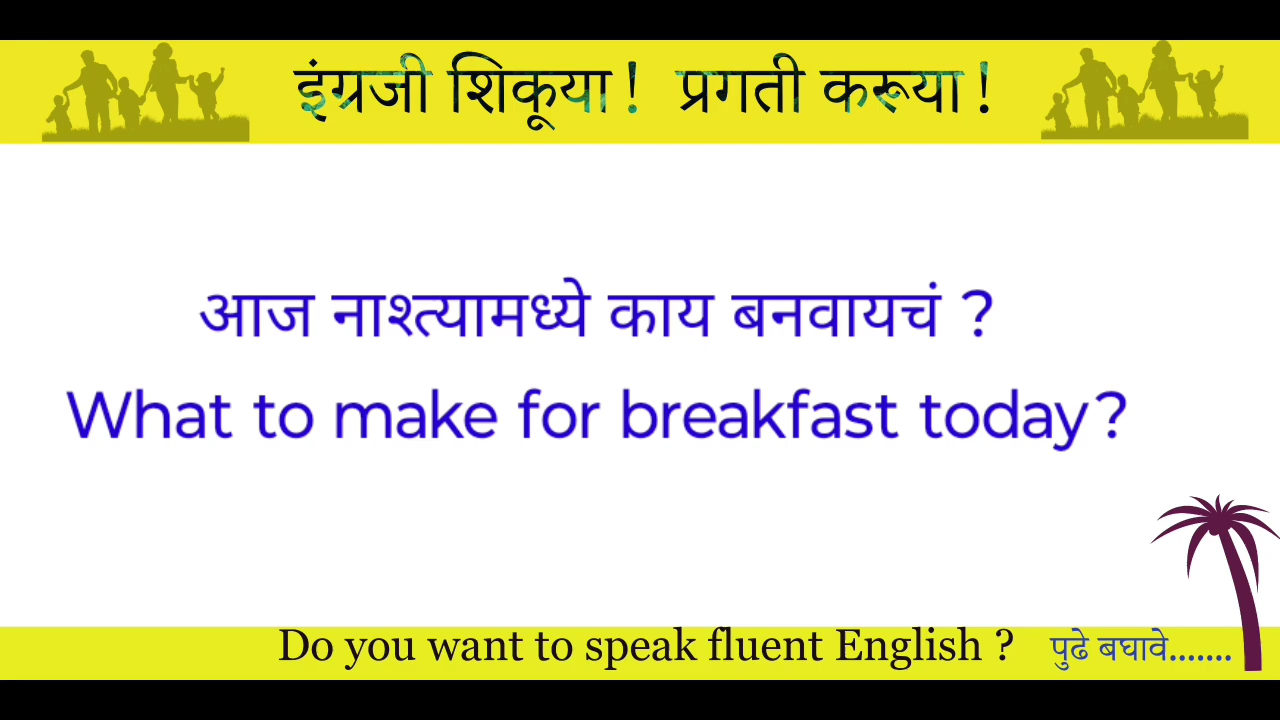 इंग्रजी शिकूया! प्रगती करूया!
आज नाश्त्यामध्ये काय बनवायचं ?
What to make for breakfast today?
Do you want to speak fluent English ? पुढे बघावे.......